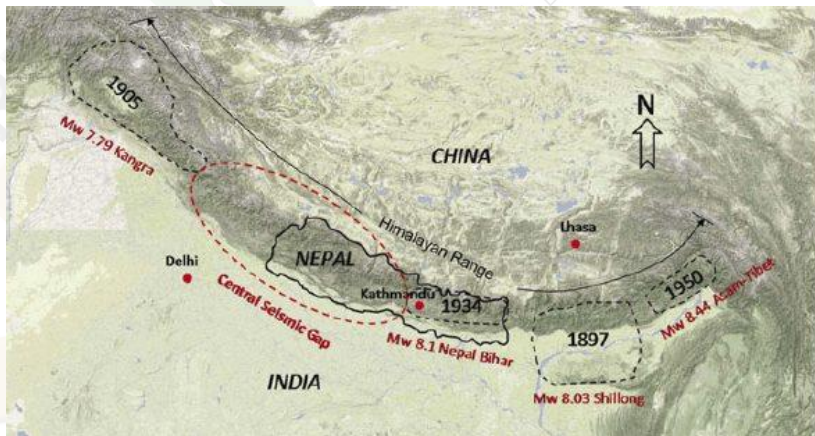 1905
Mw 7.79 Kangra
N
CHINA
Himalayan Range
Lhasa
Delhi
NEPAL
Kathmandu
1934
1950
Mw 8.44 Assam-Tibet
Central Seismic Gap
Mw 8.1 Nepal Bihar
1897
INDIA
Mw 8.03 Shillong